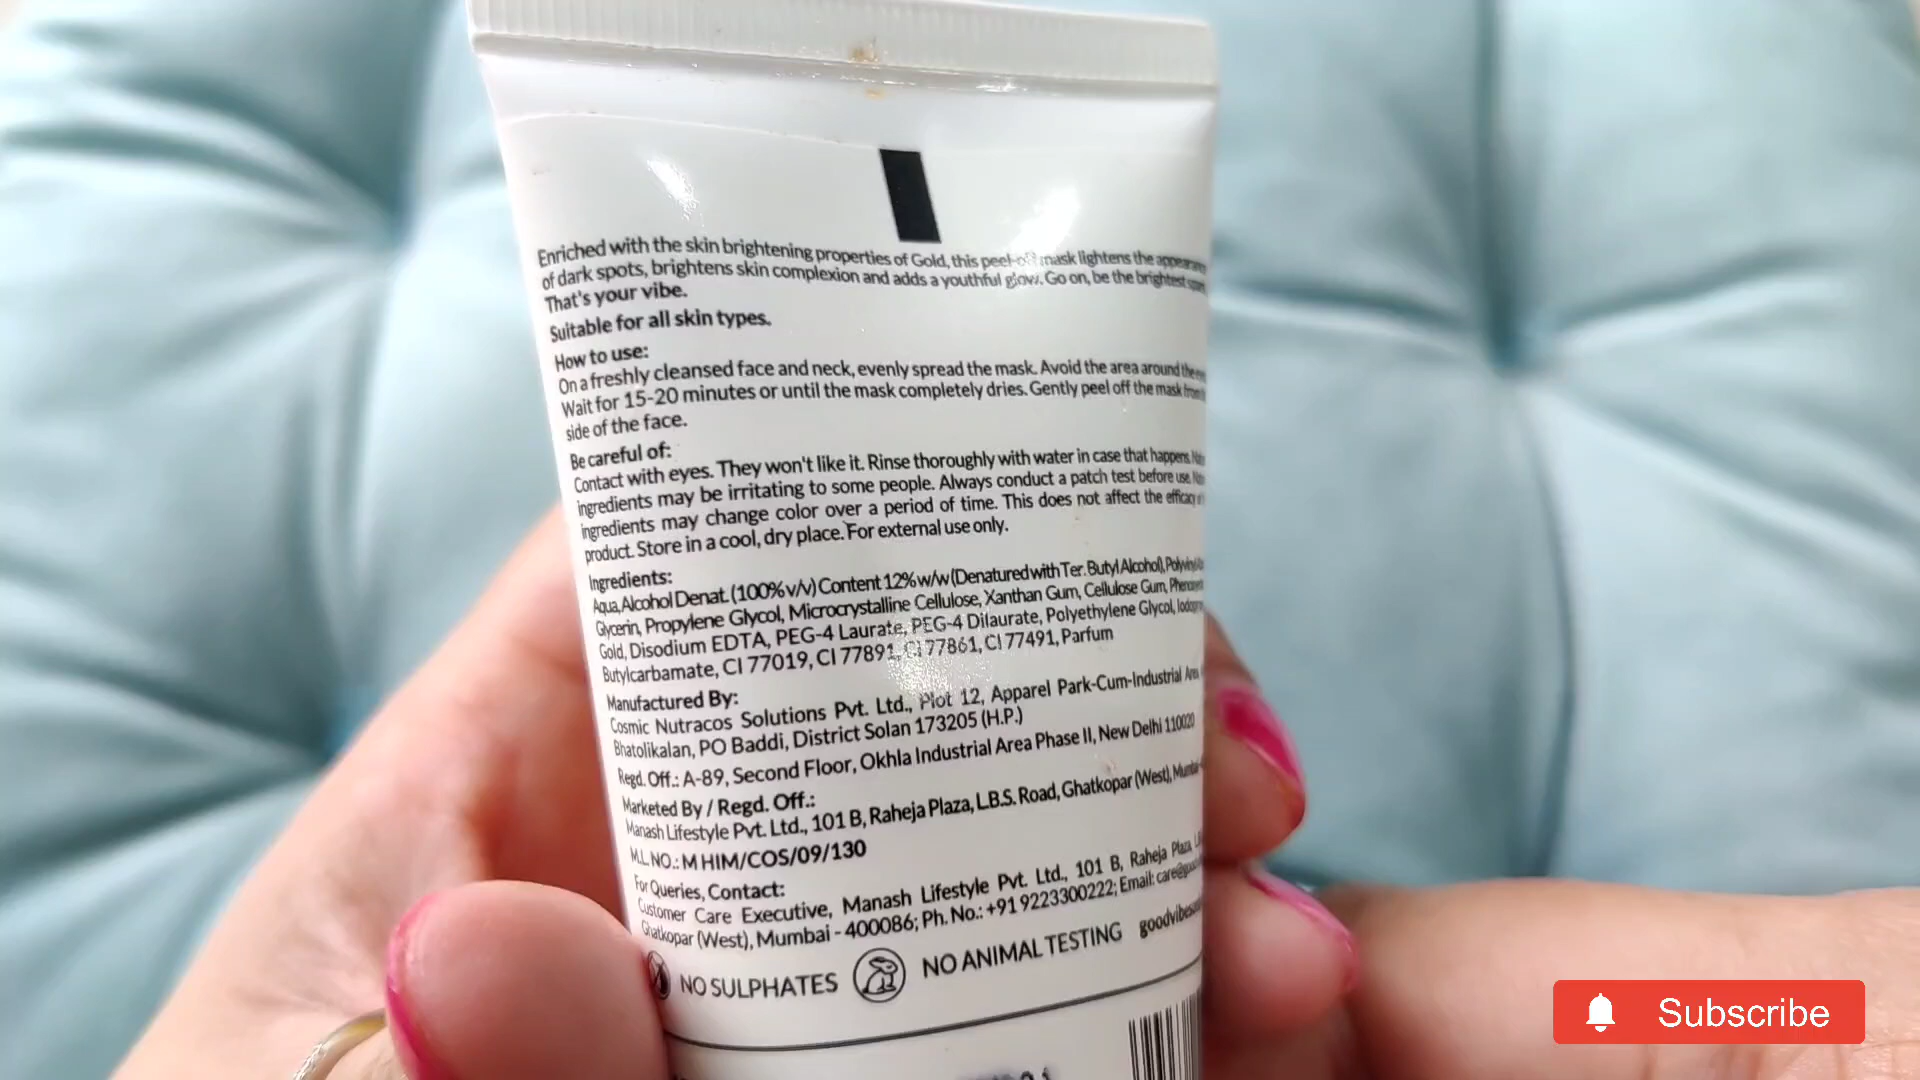 Enriched with the skin brightening properties of Gold, this peel-off mask lightens the
of dark spots, brightens skin complexion and adds a youthful glow. Go on, be the brightest
That's your vibe.
Suitable for all skin types.
How to use:
On a freshly cleansed face and neck, evenly spread the mask. Avoid the area around the
Wait for 15-20 minutes or until the mask completely dries. Gently peel off the mask from
side of the face.
Be careful of:
Contact with eyes. They won't like it. Rinse thoroughly with water in case that happens.
ingredients may be irritating to some people. Always conduct a patch test before use.
ingredients may change color over a period of time. This does not affect the efficacy
product. Store in a cool, dry place. For external use only.
Ingredients:
Aqua, Alcohol Denat. (100% v/v) Content 12% w/w (Denatured with Ter. Butyl Alcohol),
Glycerin, Propylene Glycol, Microcrystalline Cellulose, Xanthan Gum, Cellulose Gum,
Gold, Disodium EDTA, PEG-4 Laurate, PEG-4 Dilaurate, Polyethylene Glycol,
Butylcarbamate, CI 77019, CI 77891, CI 77861, CI 77491, Parfum
Manufactured By:
Cosmic Nutracos Solutions Pvt. Ltd., Plot 12, Apparel Park-Cum-Industrial Area
Bhatolikalan, PO Baddi, District Solan 173205 (H.P.)
Regd. Off.: A-89, Second Floor, Okhla Industrial Area Phase II, New Delhi 110020
Marketed By / Regd. Off.:
Manash Lifestyle Pvt. Ltd., 101 B, Raheja Plaza, L.B.S. Road, Ghatkopar (West),
M.L NO.: M HIM/COS/09/130
For Queries, Contact:
Customer Care Executive, Manash Lifestyle Pvt. Ltd., 101 B, Raheja Plaza,
Ghatkopar (West), Mumbai - 400086; Ph. No.: +91 9223300222; Email:
NO SULPHATES NO ANIMAL TESTING
Subscribe